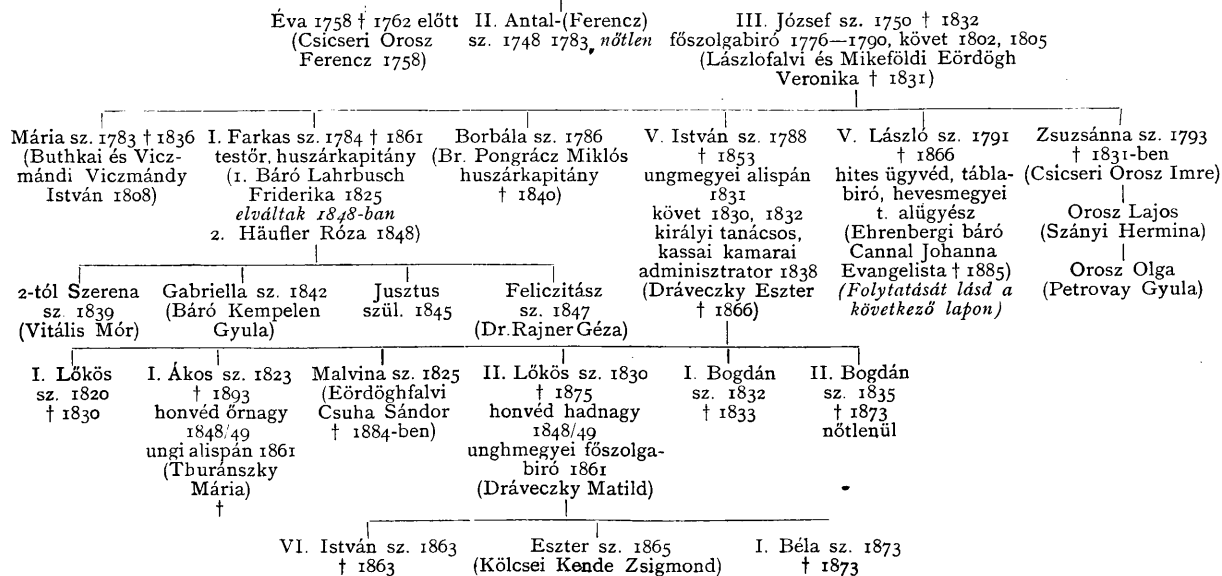 Éva 1758 † 1762 előtt
(Csicseri Orosz
Ferencz 1758)
II. Antal-(Ferencz)
sz. 1748 1783, nőtlen
III. József sz. 1750 † 1832
főszolgabiró 1776—1790, követ 1802, 1805
(Lászlofalvi és Mikeföldi Eördögh
Veronika † 1831)
Mária sz. 1783 † 1836
(Buthkai és Vicz-
mándi Viczmándy
István 1808)
I. Farkas sz. 1784 † 1861
testőr, huszárkapitány
(1. Báró Lahrbusch
Friderika 1825
elváltak 1848-ban
2. Häufler Róza 1848)
Borbála sz. 1786
(Br. Pongrácz Miklós
huszárkapitány
† 1840)
V. István sz. 1788
† 1853
ungmegyei alispán
1831
követ 1830, 1832
királyi tanácsos,
kassai kamarai
adminisztrator 1838
(Dráveczky Eszter
† 1866)
V. László sz. 1791
† 1866
hites ügyvéd, tábla-
biró, hevesmegyei
t. alügyész
(Ehrenbergi báró
Cannal Johanna
Evangelista † 1885)
(Folytatását lásd a
következő lapon)
Zsuzsánna sz. 1793
† 1831-ben
(Csicseri Orosz Imre)
Orosz Lajos
(Szányi Hermina)
Orosz Olga
(Petrovay Gyula)
2-tól Szerena
sz. 1839
(Vitális Mór)
Gabriella sz. 1842
(Báró Kempelen
Gyula)
Jusztus
szül. 1845
Feliczitász
sz. 1847
(Dr. Rajner Géza)
I. Lőkös
sz. 1820
† 1830
I. Ákos sz. 1823
† 1893
honvéd őrnagy
1848/49
ungi alispán 1861
(Thuránszky
Mária)
†
Malvina sz. 1825
(Eördöghfalvi
Csuha Sándor
† 1884-ben)
II. Lőkös sz. 1830
† 1875
honvéd hadnagy
1848/49
unghmegyei főszolga-
biró 1861
(Dráveczky Matild)
I. Bogdán
sz. 1832
† 1833
II. Bogdán
sz. 1835
† 1873
nőtlenül
VI. István sz. 1863
† 1863
Eszter sz. 1865
(Kölcsei Kende Zsigmond)
I. Béla sz. 1873
† 1873